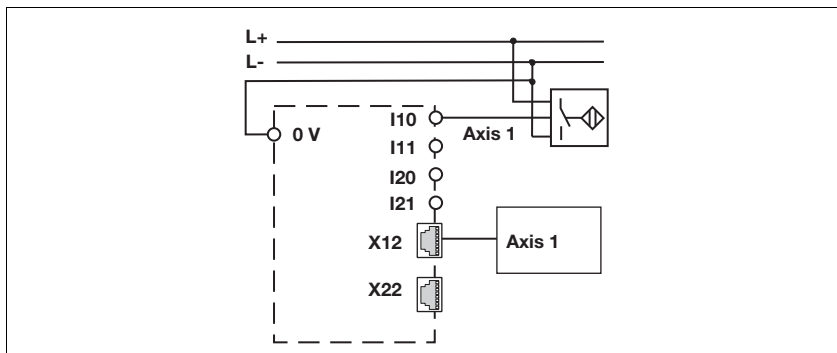 L+
L-
0 V
I10
Axis 1
I11
I20
I21
X12
Axis 1
X22